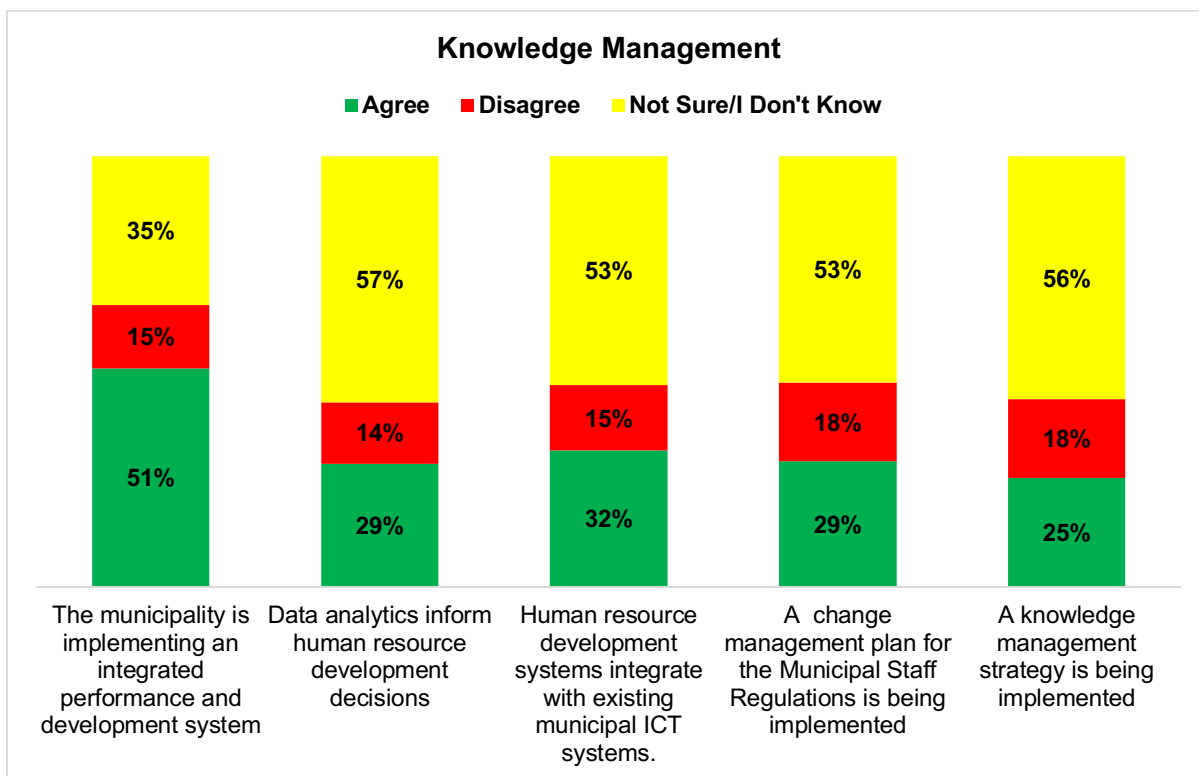 Knowledge Management
Agree Disagree Not Sure/I Don't Know
35% 57% 53% 53% 56%
15% 14% 15% 18% 18%
51% 29% 32% 29% 25%
The municipality is
implementing an
integrated
performance and
development system
Data analytics inform
human resource
development
decisions
Human resource
development
systems integrate
with existing
municipal ICT
systems.
A change
management plan for
the Municipal Staff
Regulations is being
implemented
A knowledge
management
strategy is being
implemented